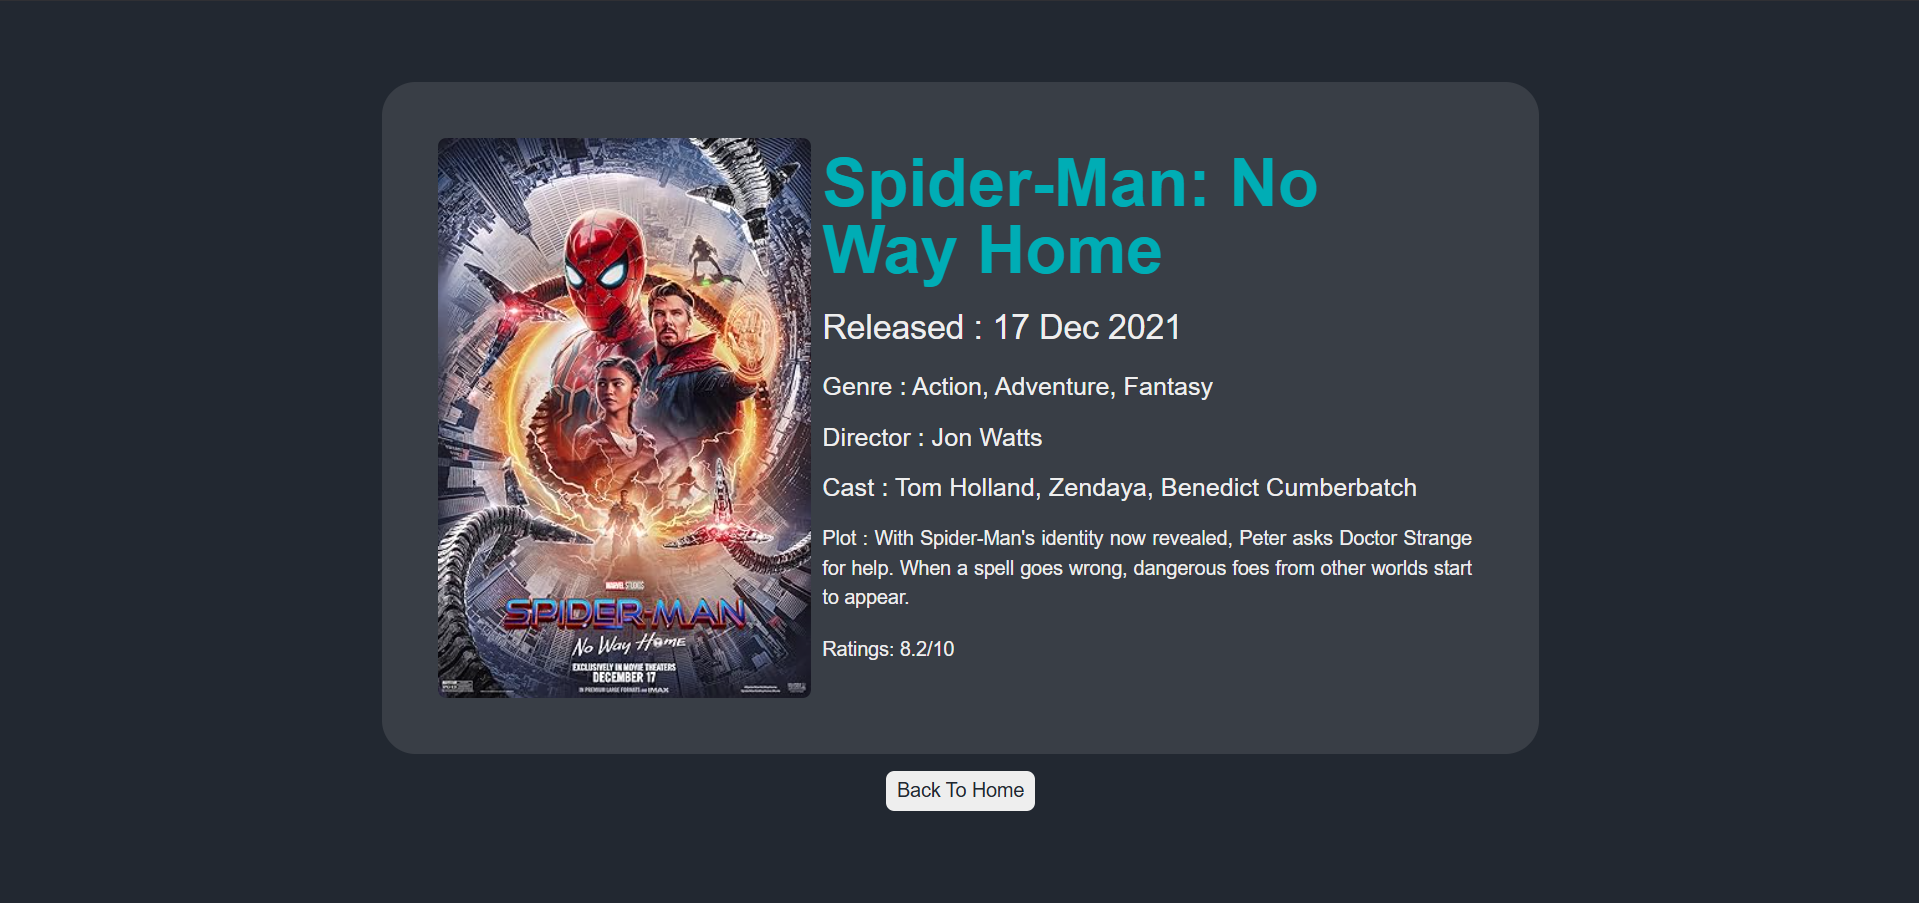 MARVEL STUDIOS
SPIDER-MAN
No Way Home
EXCLUSIVELY IN MOVIE THEATERS
DECEMBER 17
IN PREMIUM LARGE FORMATS AND IMAX
Spider-Man: No
Way Home
Released : 17 Dec 2021
Genre : Action, Adventure, Fantasy
Director : Jon Watts
Cast : Tom Holland, Zendaya, Benedict Cumberbatch
Plot : With Spider-Man's identity now revealed, Peter asks Doctor Strange
for help. When a spell goes wrong, dangerous foes from other worlds start
to appear.
Ratings: 8.2/10
Back To Home